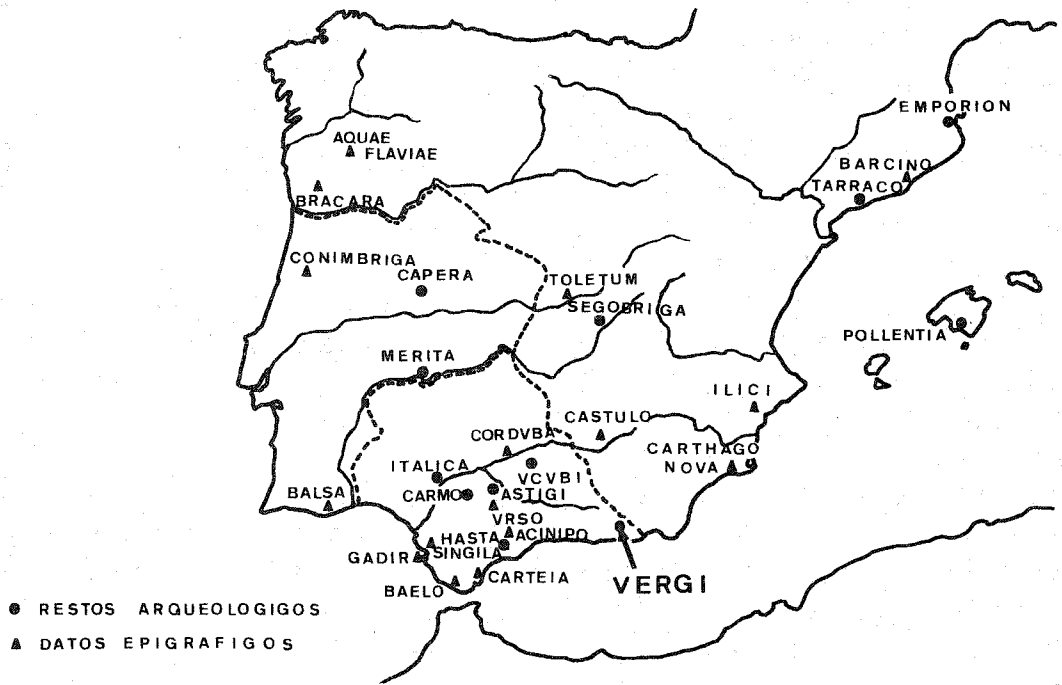 EMPORION
AQUAE
FLAVIAE
BARCINO
TARRACO
BRACARA
CONIMBRIGA
CAPERA
TOLETUM
SEGOBRIGA
POLLENTIA
MERITA
ILICI
CASTULO
CORDVBA
CARTHAGO
NOVA
ITALICA
VCVBI
CARMO
ASTIGI
BALSA
VRSO
HASTA
ACINIPO
SINGILA
GADIR
CARTEIA
BAELO
VERGI
RESTOS ARQUEOLOGIGOS
DATOS EPIGRAFIGOS